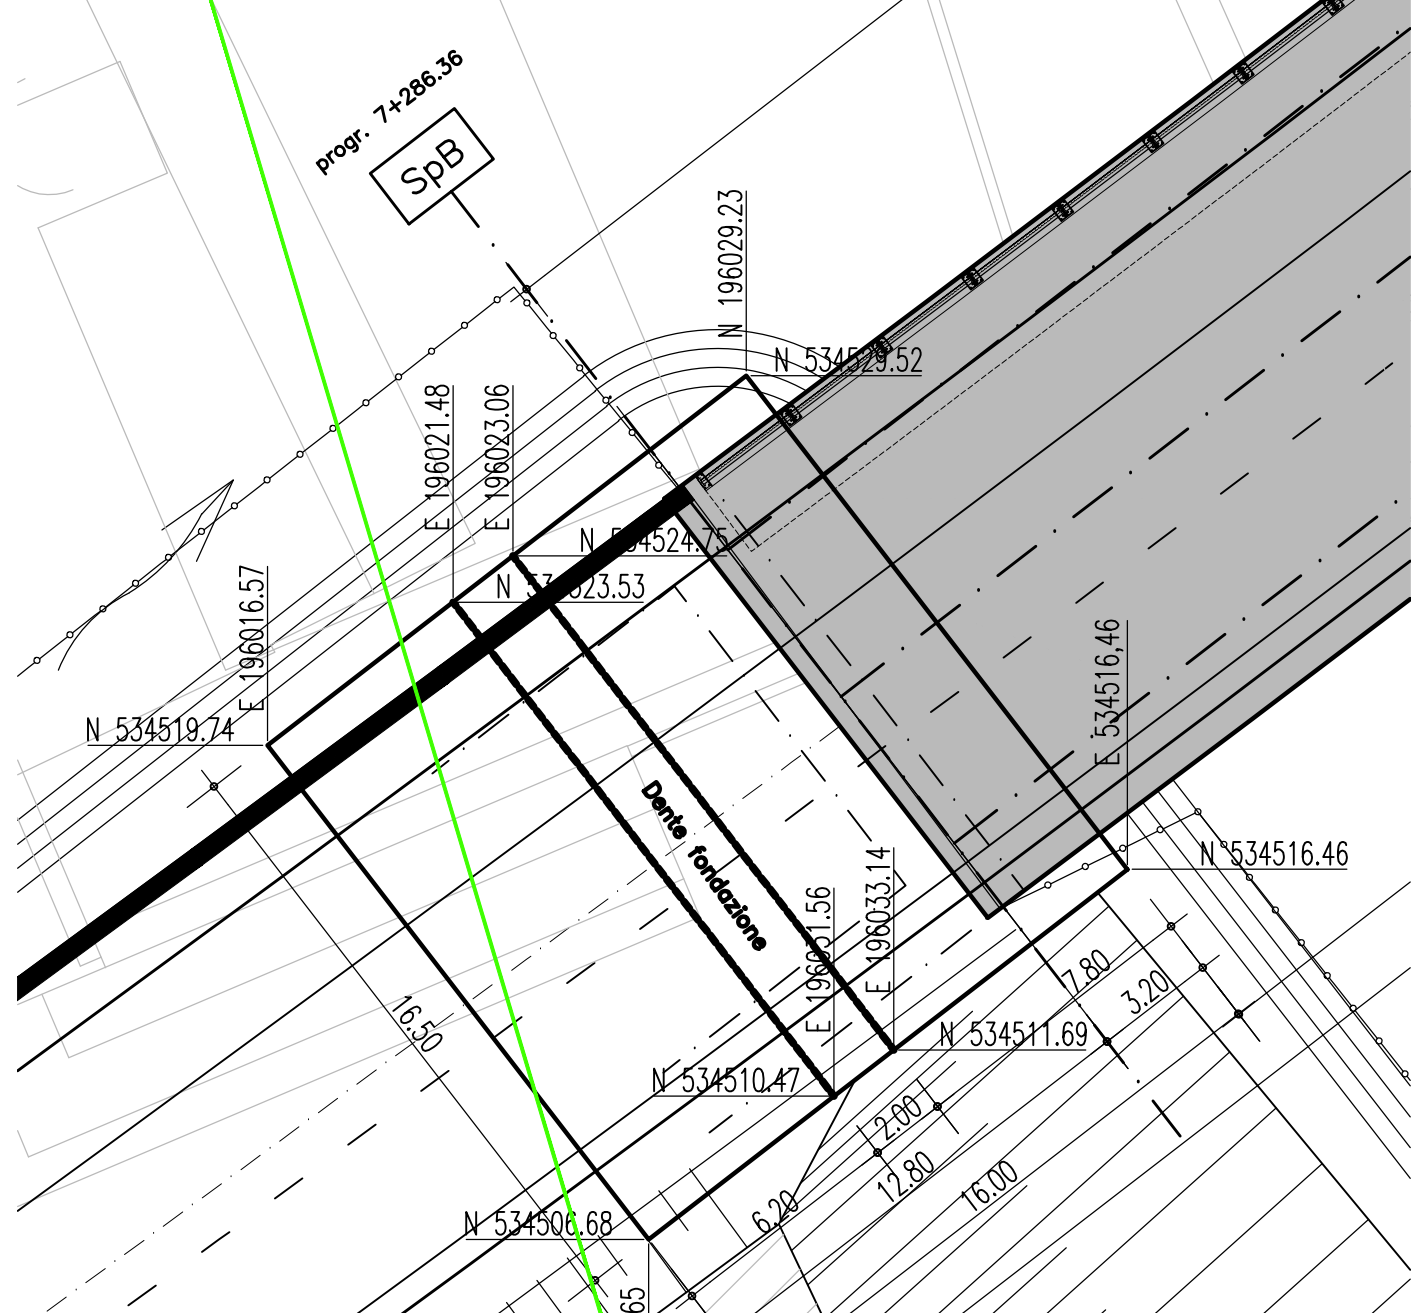 progr. 7+286.36
SpB
N 196029.23
N 534529.52
E 196021.48
E 196023.06
N 534524.75
N 534523.53
E 196016.57
N 534519.74
E 534516,46
N 534516.46
Dente fondazione
E 196031.56
E 196033.14
16.50
7.80
3.20
N 534511.69
N 534510.47
2.00
12.80
16.00
6.20
N 534506.68
65